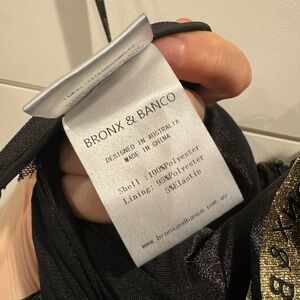 BRONX & BANCO
DESIGNED IN AUSTRALIA
MADE IN CHINA
Shell :100%Polyester
Lining: 95%Polyester
5%Elastin
www.bronxandbanco.com.au